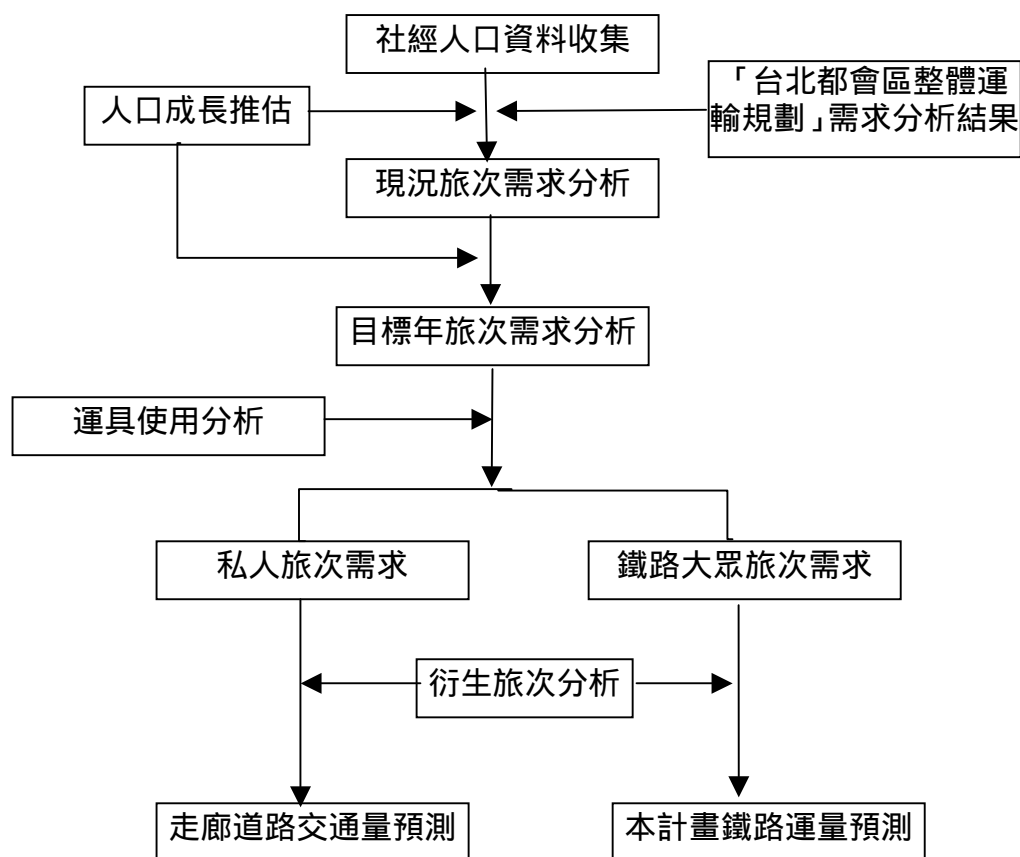 社經人口資料收集
人口成長推估
「台北都會區整體運
輸規劃」需求分析結果
現況旅次需求分析
目標年旅次需求分析
運具使用分析
私人旅次需求
鐵路大眾旅次需求
衍生旅次分析
走廊道路交通量預測
本計畫鐵路運量預測